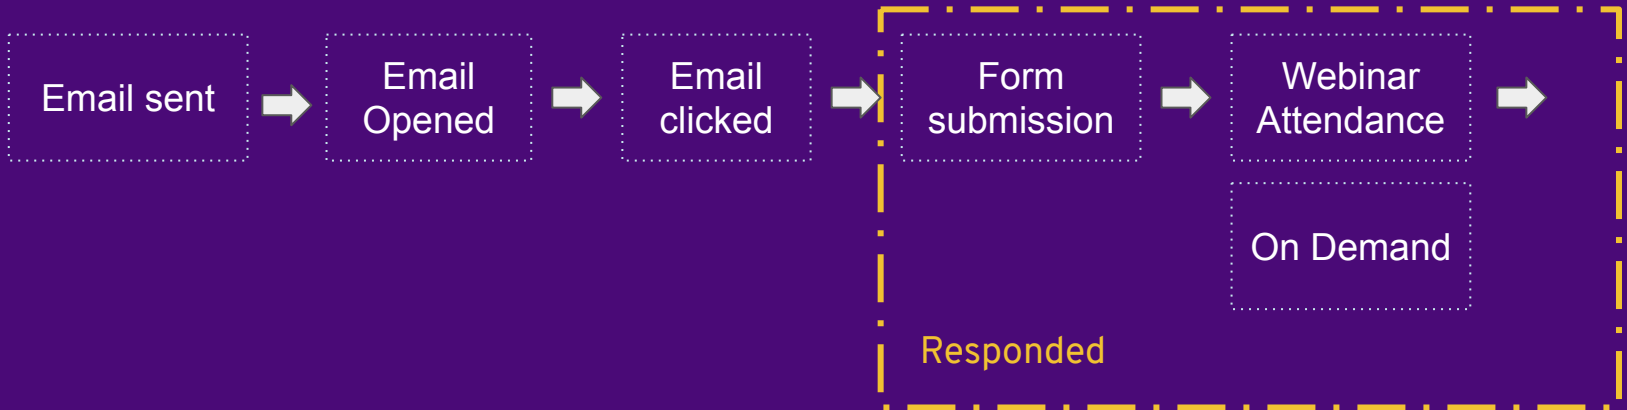 Email sent
Email
Opened
Email
clicked
Form
submission
Webinar
Attendance
On Demand
Responded